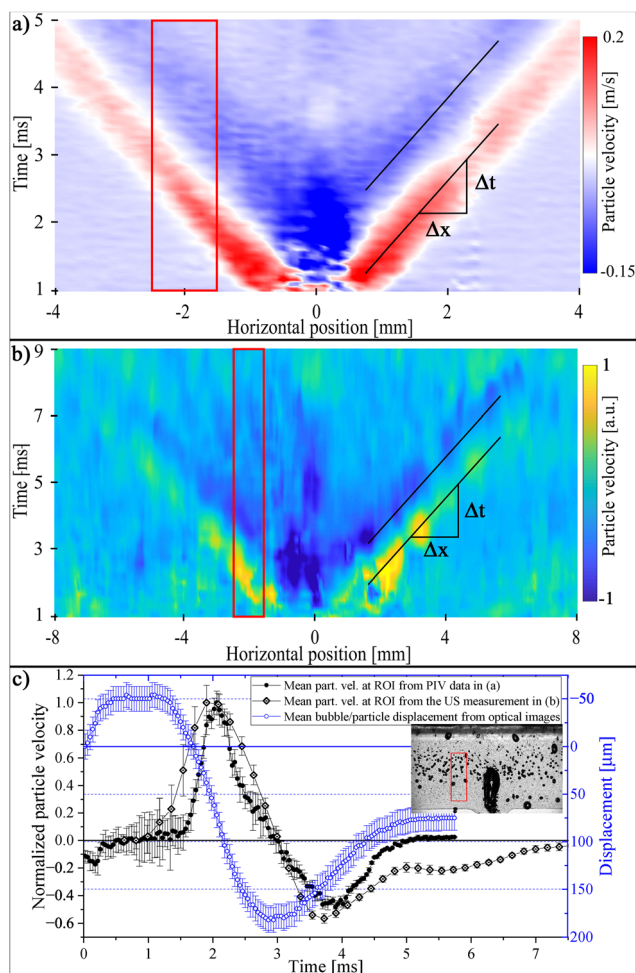 a)
5
4
3
2
1
Time [ms]
-4
-2
0
2
4
Horizontal position [mm]
Δt
Δx
0.2
-0.15
Particle velocity [m/s]
b)
9
7
5
3
1
Time [ms]
-8
-4
0
4
8
Horizontal position [mm]
Δt
Δx
1
-1
Particle velocity [a.u.]
c)
1.2
1.0
0.8
0.6
0.4
0.2
0.0
-0.2
-0.4
-0.6
Normalized particle velocity
Mean part. vel. at ROI from PIV data in (a)
Mean part. vel. at ROI from the US measurement in (b)
Mean bubble/particle displacement from optical images
-50
0
50
100
150
200
Displacement [µm]
0
1
2
3
4
5
6
7
Time [ms]